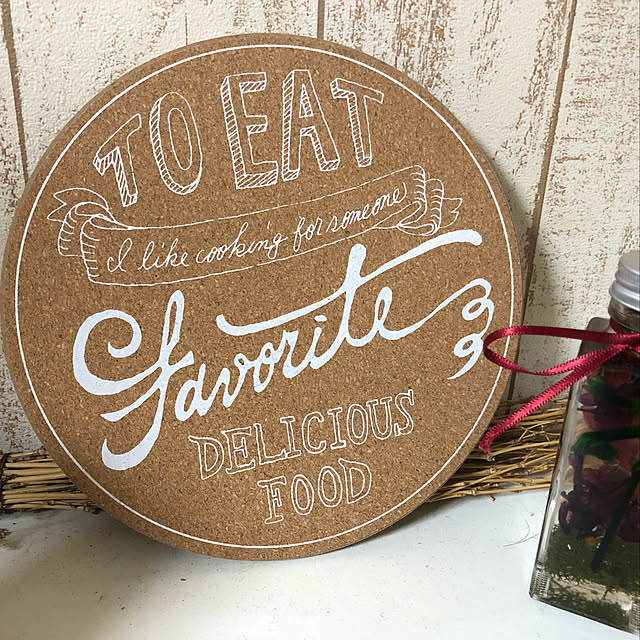 TO EAT
I like cooking for someone
Favorite
DELICIOUS
FOOD